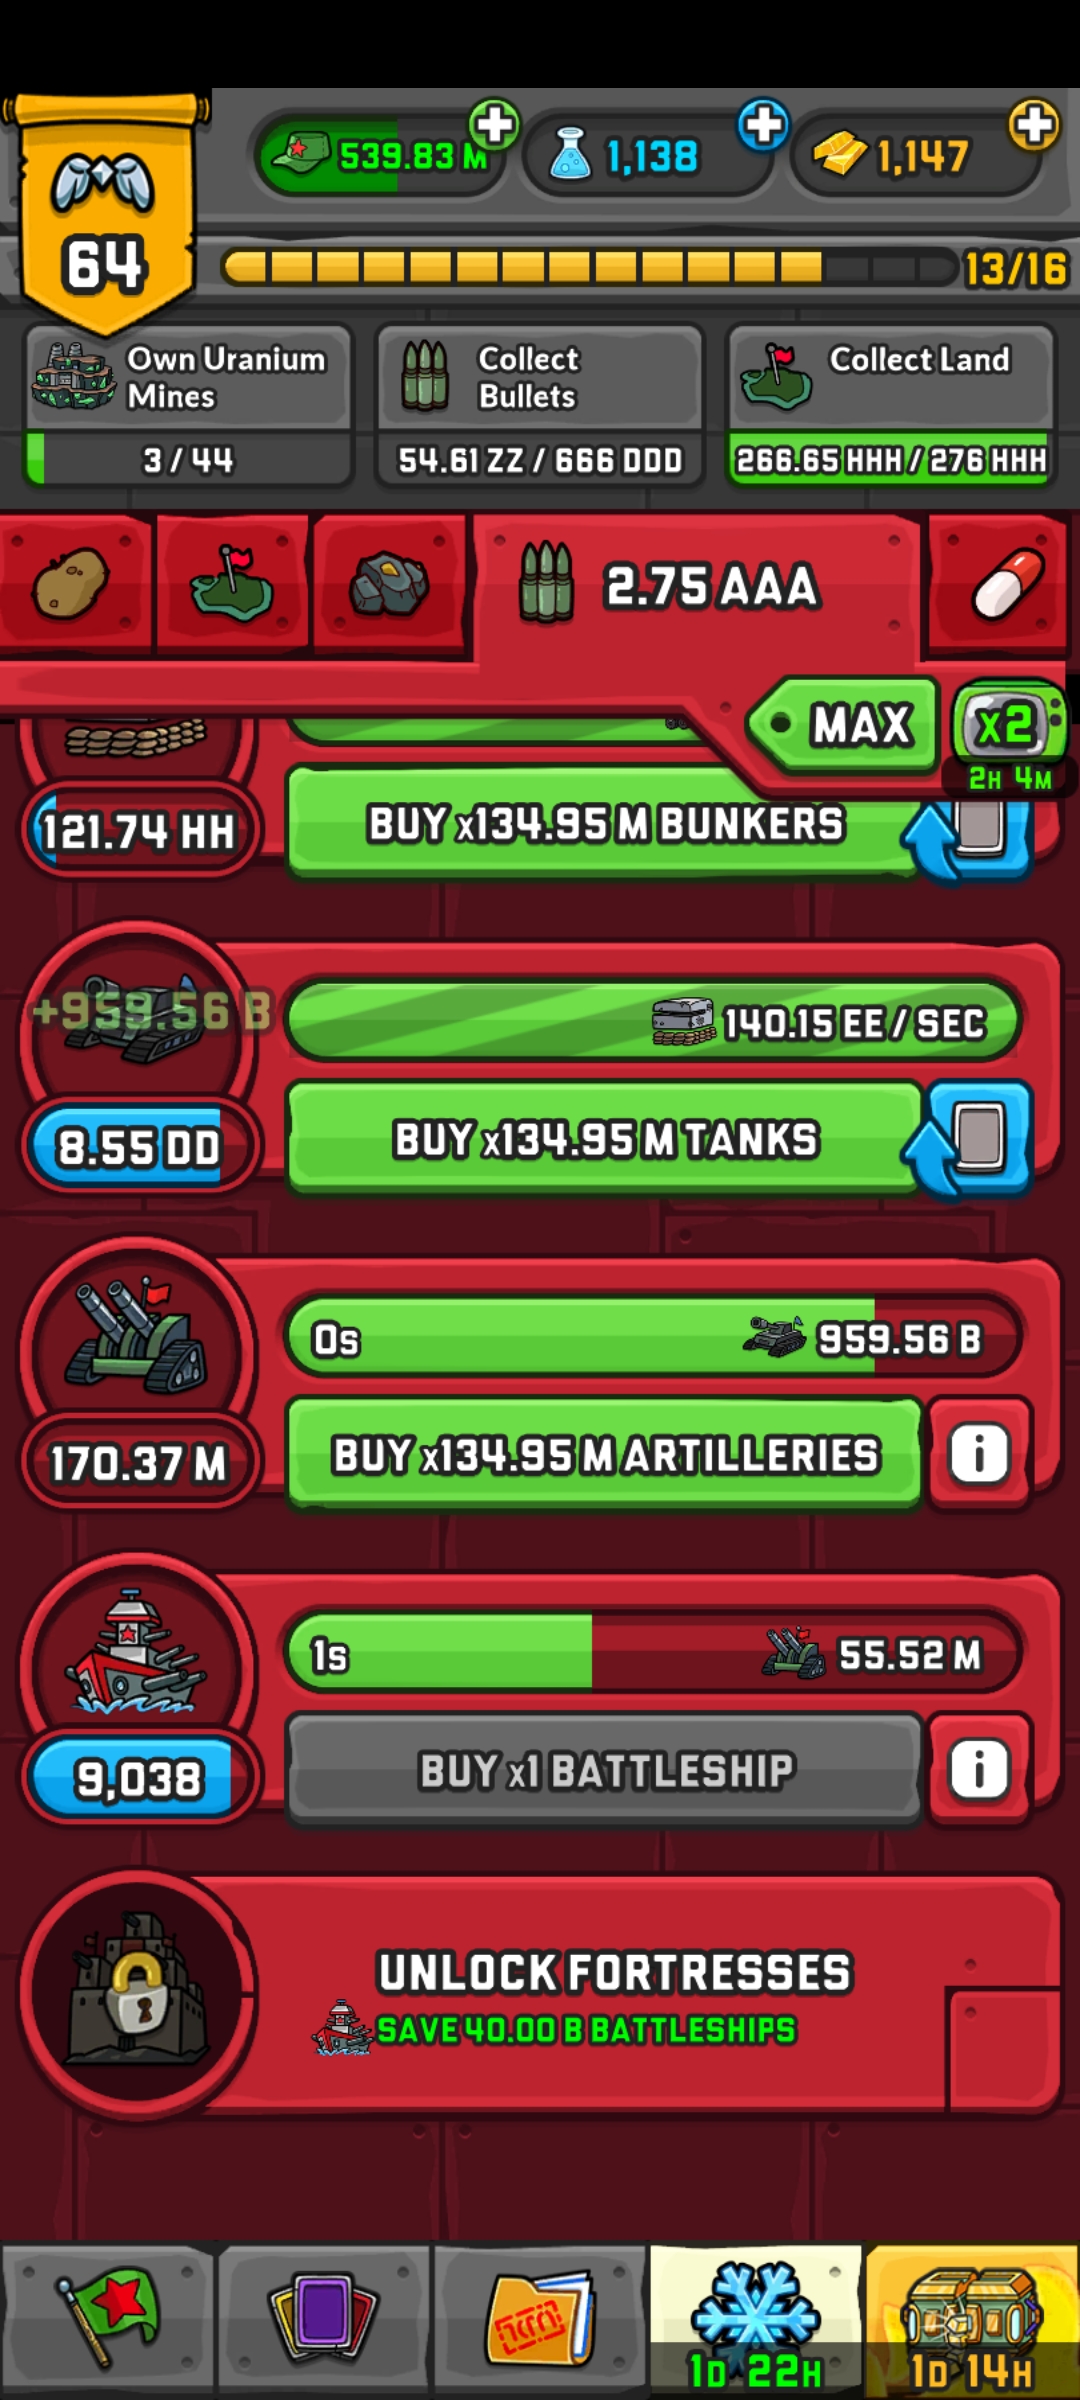 539.83 M
1,138
1,147
64
13/16
Own Uranium
Mines
3 / 44
Collect
Bullets
54.61 ZZ / 666 DDD
Collect Land
266.65 HHH / 276 HHH
2.75 AAA
MAX
x2
2H 4M
121.74 HH
BUY x134.95 M BUNKERS
+959.56 B
140.15 EE / SEC
8.55 DD
BUY x134.95 M TANKS
0s
959.56 B
170.37 M
BUY x134.95 M ARTILLERIES
i
1s
55.52 M
9,038
BUY x1 BATTLESHIP
i
UNLOCK FORTRESSES
SAVE 40.00 B BATTLESHIPS
1D 22H
1D 14H